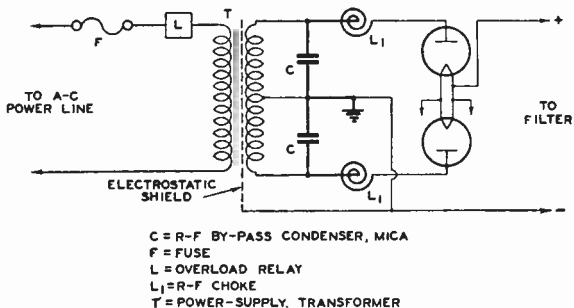 T
L
F
L1
+
C
TO A-C
POWER LINE
TO
FILTER
C
ELECTROSTATIC
SHIELD
L1
−
C = R-F BY-PASS CONDENSER, MICA
F = FUSE
L = OVERLOAD RELAY
L1 = R-F CHOKE
T = POWER-SUPPLY, TRANSFORMER